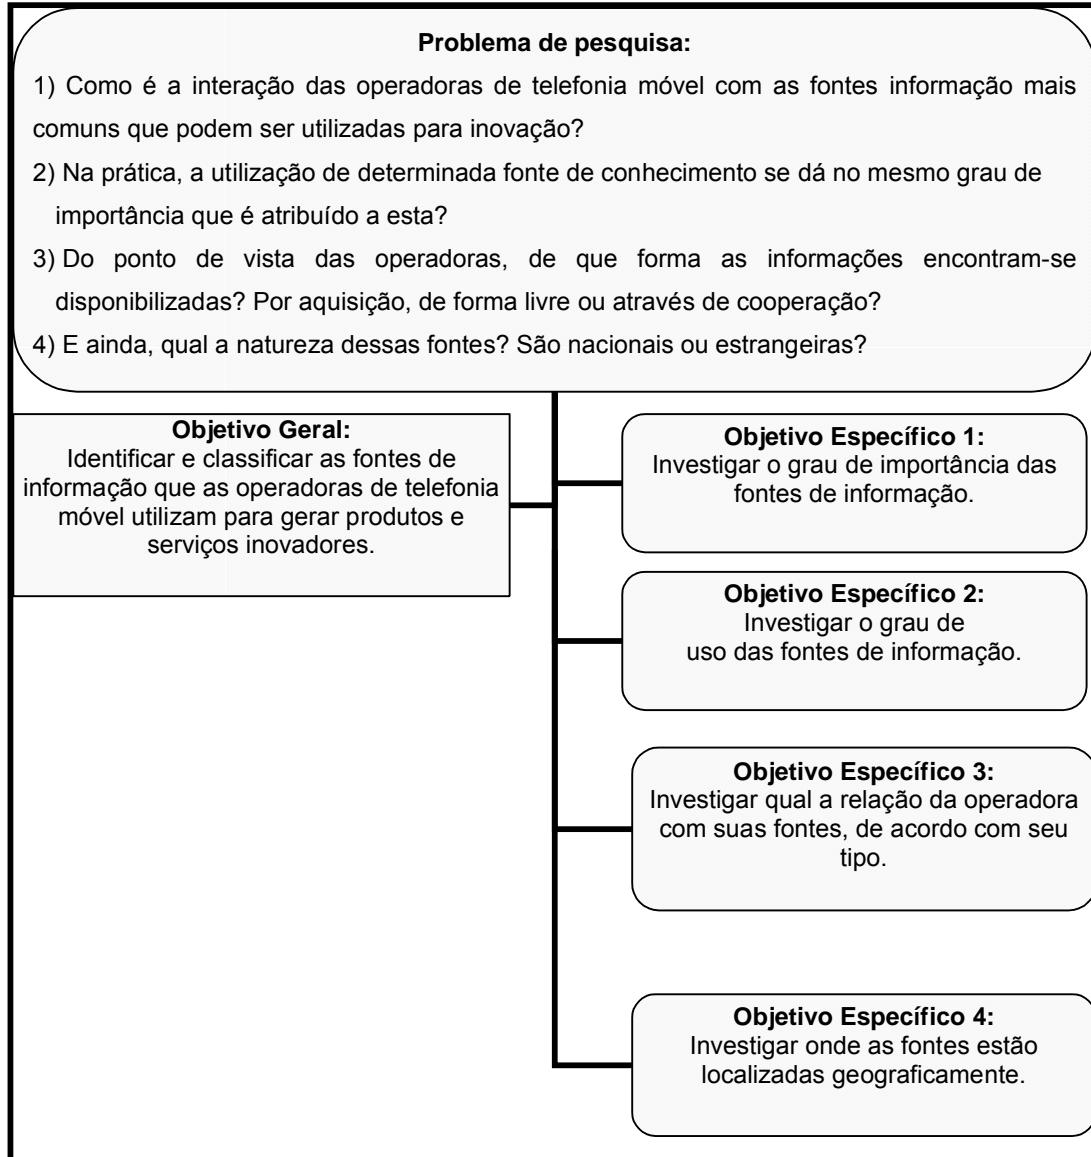 Problema de pesquisa:
1) Como é a interação das operadoras de telefonia móvel com as fontes informação mais
comuns que podem ser utilizadas para inovação?
2) Na prática, a utilização de determinada fonte de conhecimento se dá no mesmo grau de
importância que é atribuído a esta?
3) Do ponto de vista das operadoras, de que forma as informações encontram-se
disponibilizadas? Por aquisição, de forma livre ou através de cooperação?
4) E ainda, qual a natureza dessas fontes? São nacionais ou estrangeiras?
Objetivo Geral:
Identificar e classificar as fontes de
informação que as operadoras de telefonia
móvel utilizam para gerar produtos e
serviços inovadores.
Objetivo Específico 1:
Investigar o grau de importância das
fontes de informação.
Objetivo Específico 2:
Investigar o grau de
uso das fontes de informação.
Objetivo Específico 3:
Investigar qual a relação da operadora
com suas fontes, de acordo com seu
tipo.
Objetivo Específico 4:
Investigar onde as fontes estão
localizadas geograficamente.